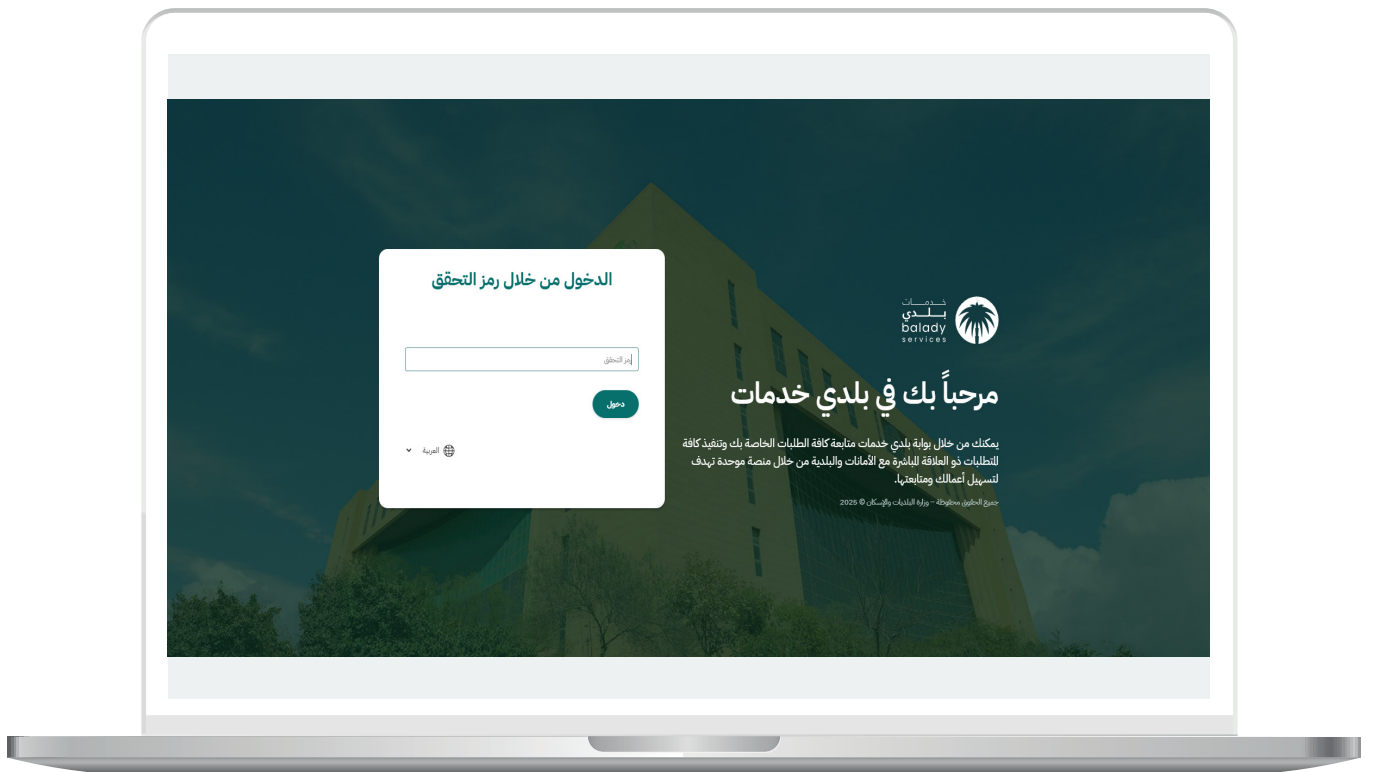 خدمات
بلدي
balady
services
مرحباً بك في بلدي خدمات
يمكنك من خلال بوابة بلدي خدمات متابعة كافة الطلبات الخاصة بك وتنفيذ كافة
المتطلبات ذو العلاقة المباشرة مع الأمانات والبلدية من خلال منصة موحدة تهدف
لتسهيل أعمالك ومتابعتها.
جميع الحقوق محفوظة – وزارة البلديات والإسكان © 2025
الدخول من خلال رمز التحقق
رمز التحقق
دخول
العربية